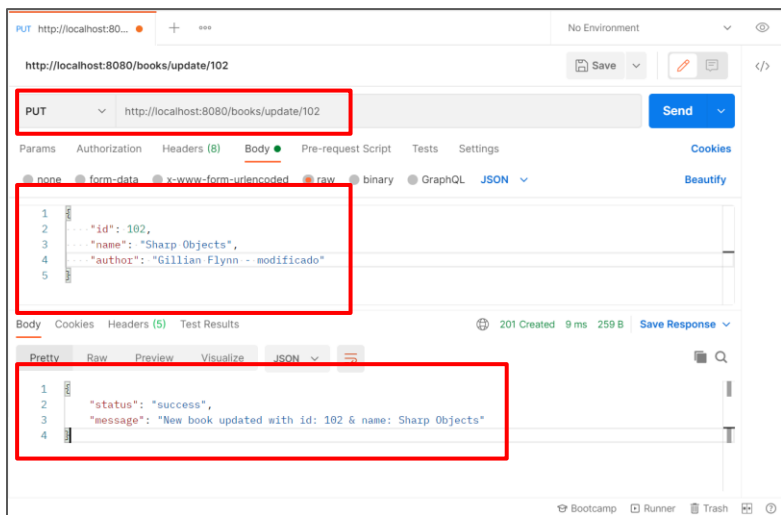 PUT http://localhost:80... No Environment
http://localhost:8080/books/update/102 Save
PUT http://localhost:8080/books/update/102 Send
Params Authorization Headers (8) Body Pre-request Script Tests Settings Cookies
none form-data x-www-form-urlencoded raw binary GraphQL JSON Beautify
1 {
2 "id": 102,
3 "name": "Sharp Objects",
4 "author": "Gillian Flynn - modificado"
5 }
Body Cookies Headers (5) Test Results 201 Created 9 ms 259 B Save Response
Pretty Raw Preview Visualize JSON
1 {
2 "status": "success",
3 "message": "New book updated with id: 102 & name: Sharp Objects"
4 }
Bootcamp Runner Trash